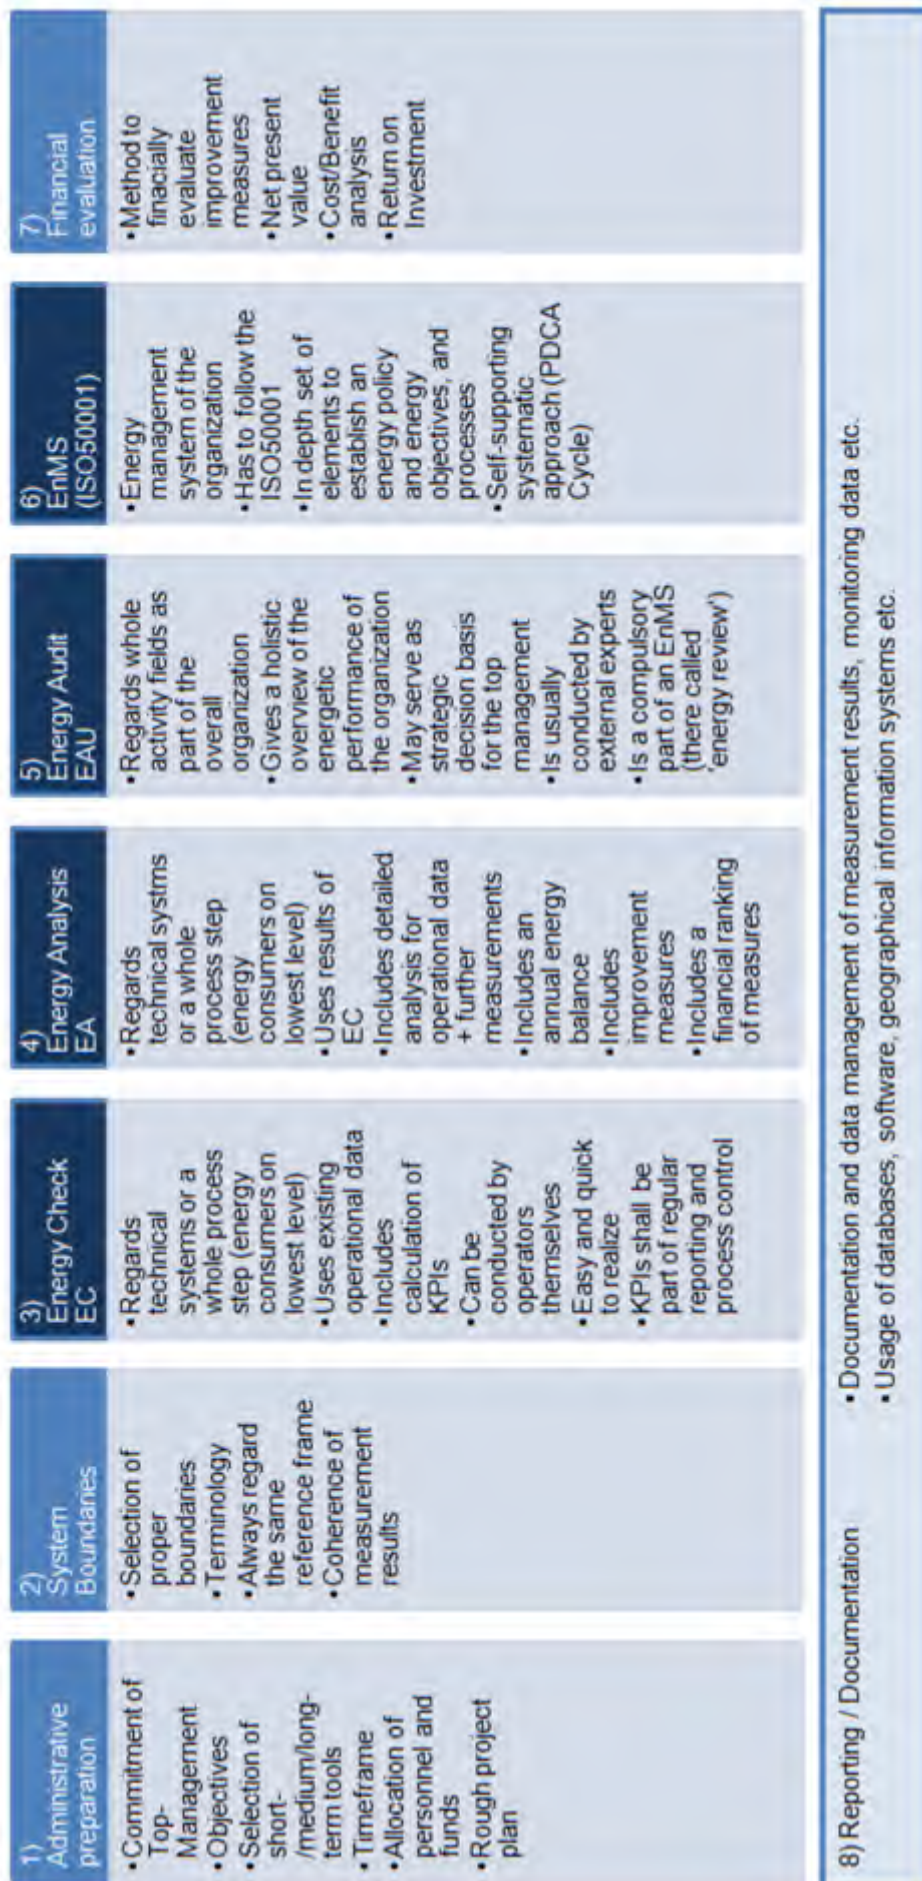 1)
Administrative
preparation
•Commitment of
Top-
Management
•Objectives
•Selection of
short-
/medium/long-
term tools
•Timeframe
•Allocation of
personnel and
funds
•Rough project
plan
2)
System
Boundaries
•Selection of
proper
boundaries
•Terminology
•Always regard
the same
reference frame
•Coherence of
measurement
results
3)
Energy Check
EC
•Regards
technical
systems or a
whole process
step (energy
consumers on
lowest level)
•Uses existing
operational data
•Includes
calculation of
KPIs
•Can be
conducted by
operators
themselves
•Easy and quick
to realize
•KPIs shall be
part of regular
reporting and
process control
4)
Energy Analysis
EA
•Regards
technical systms
or a whole
process step
(energy
consumers on
lowest level)
•Uses results of
EC
•Includes detailed
analysis for
operational data
+ further
measurements
•Includes an
annual energy
balance
•Includes
improvement
measures
•Includes a
financial ranking
of measures
5)
Energy Audit
EAU
•Regards whole
activity fields as
part of the
overall
organization
•Gives a holistic
overview of the
energetic
performance of
the organization
•May serve as
strategic
decision basis
for the top
management
•Is usually
conducted by
external experts
•Is a compulsory
part of an EnMS
(there called
'energy review')
6)
EnMS
(ISO50001)
•Energy
management
system of the
organization
•Has to follow the
ISO50001
•In depth set of
elements to
establish an
energy policy
and energy
objectives, and
processes
•Self-supporting
systematic
approach (PDCA
Cycle)
7)
Financial
evaluation
•Method to
finacially
evaluate
improvement
measures
•Net present
value
•Cost/Benefit
analysis
•Return on
Investment
8) Reporting / Documentation
•Documentation and data management of measurement results, monitoring data etc.
•Usage of databases, software, geographical information systems etc.